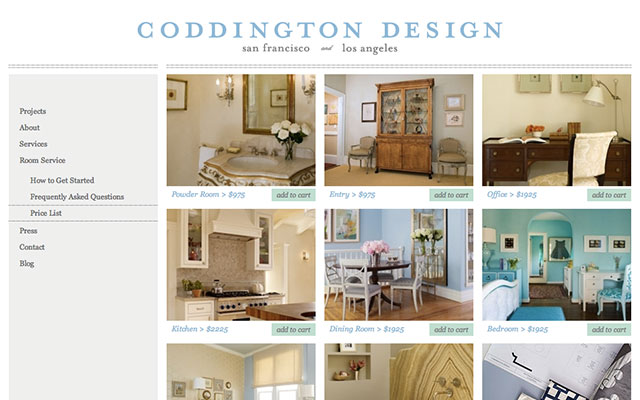 CODDINGTON DESIGN
san francisco and los angeles
Projects
About
Services
Room Service
How to Get Started
Frequently Asked Questions
Price List
Press
Contact
Blog
Powder Room > $975 add to cart
Entry > $975 add to cart
Office > $1925 add to cart
Kitchen > $2225 add to cart
Dining Room > $1925 add to cart
Bedroom > $1925 add to cart